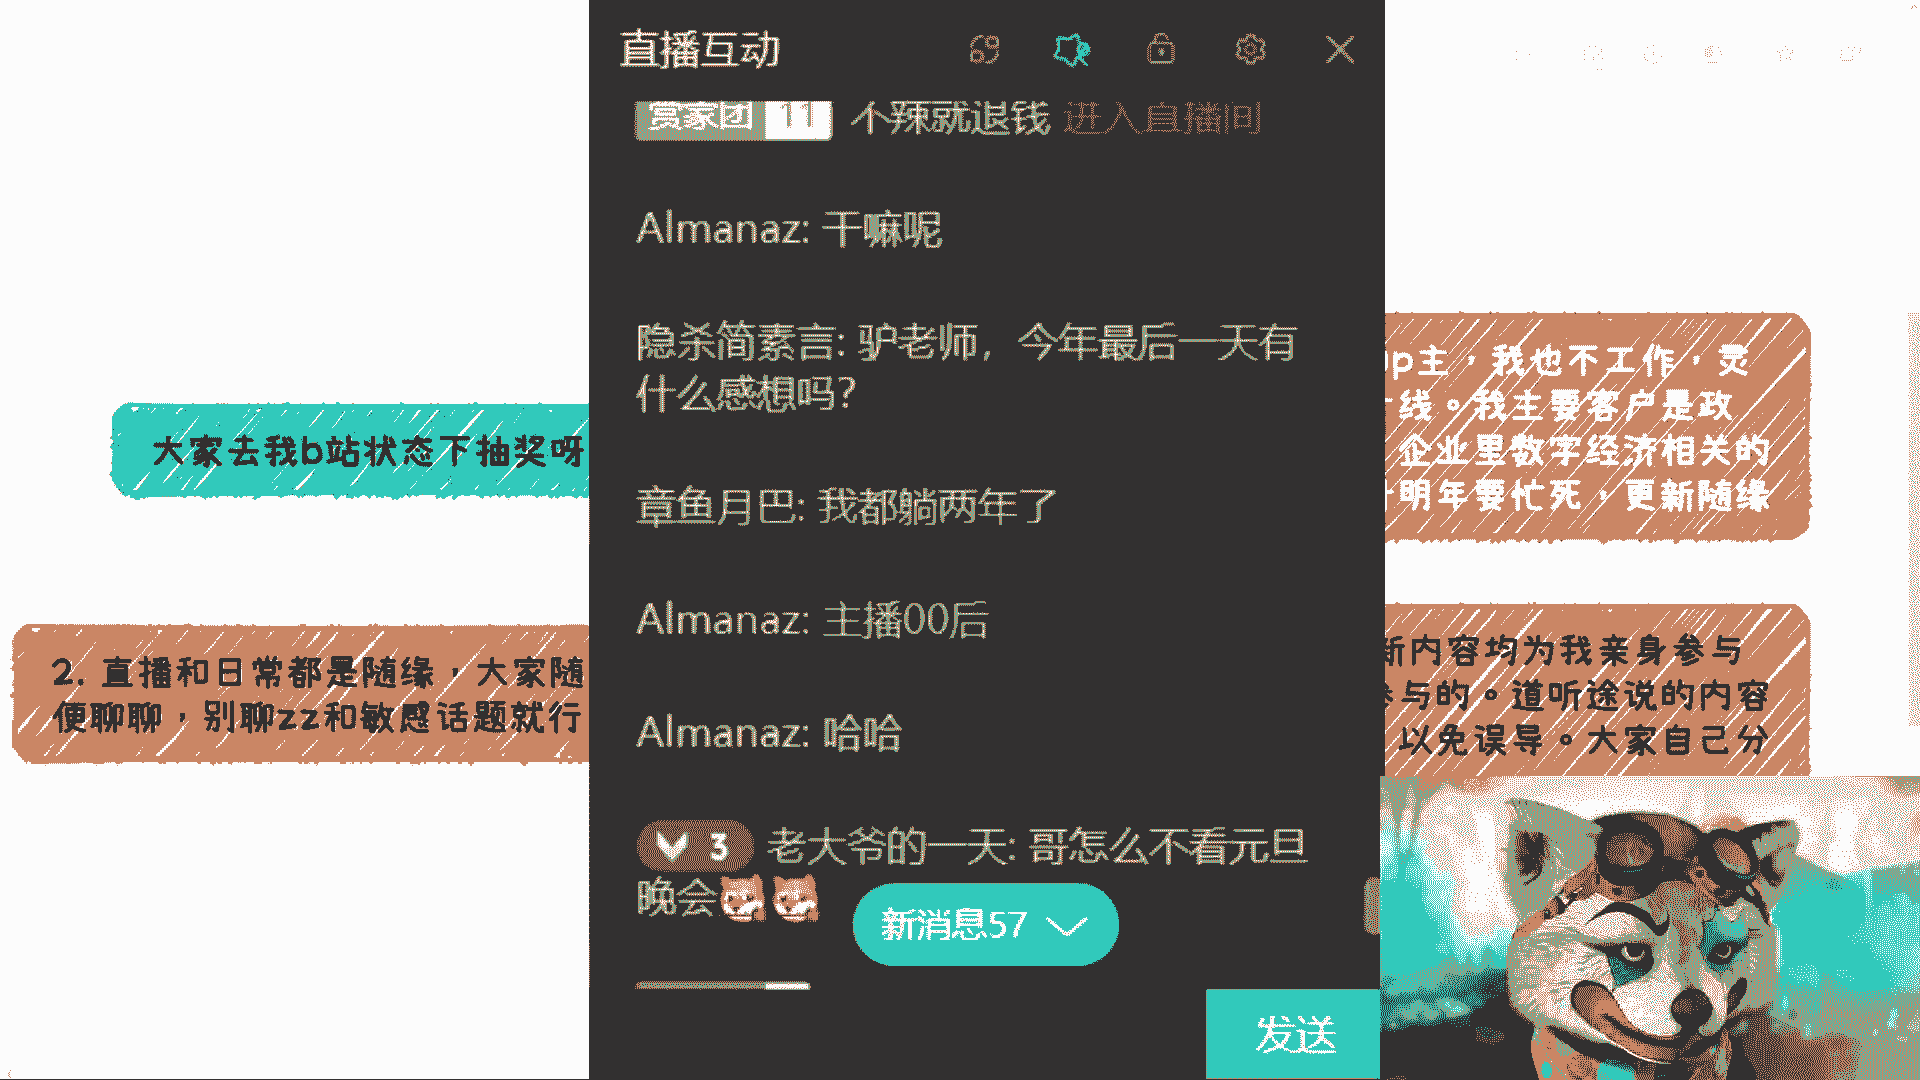 直播互动
赏家团 11 不辣就退钱 进入直播间
Almanaz: 干嘛呢
隐杀简素言: 驴老师，今年最后一天有
什么感想吗？
章鱼月巴: 我都躺两年了
Almanaz: 主播00后
Almanaz: 哈哈
3 老大爷的一天: 哥怎么不看元旦
晚会
新消息57
发送
大家去我b站状态下抽奖呀
2. 直播和日常都是随缘，大家随
便聊聊，别聊zz和敏感话题就行
p主，我也不工作，灵
线。我主要客户是政
企业里数字经济相关的
明年要忙死，更新随缘
新内容均为我亲身参与
参与的。道听途说的内容
以免误导。大家自己分